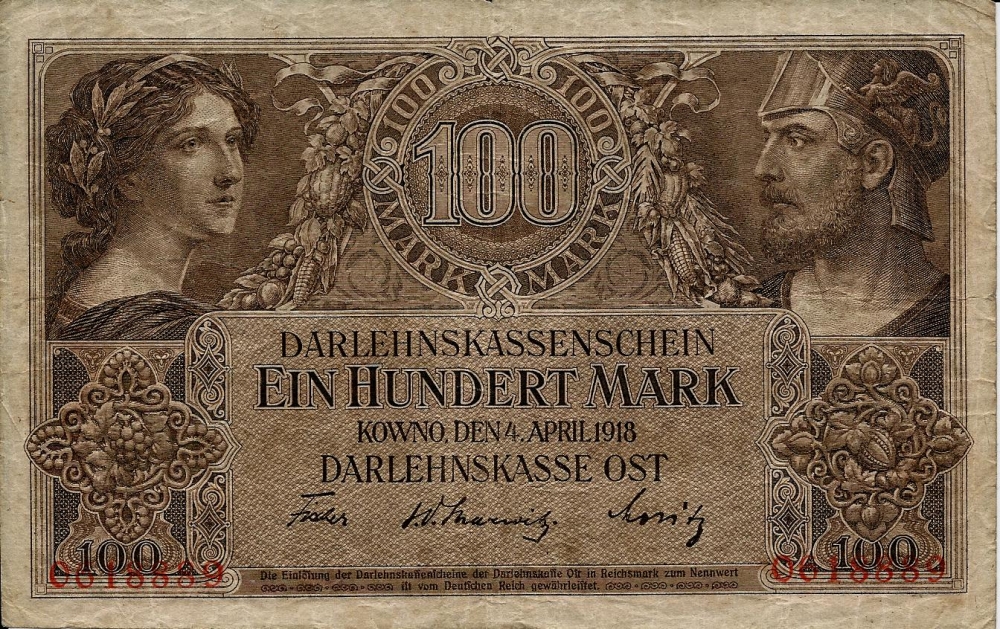 100 100
100
MARK MARK
DARLEHNSKASSENSCHEIN
EIN HUNDERT MARK
KOWNO, DEN 4. APRIL 1918
DARLEHNSKASSE OST
100 100
0618889 0618889
Die Einlösung der Darlehnskassenscheine der Darlehnskasse Ost in Reichsmark zum Nennwert
ist vom Deutschen Reich gewährleistet.